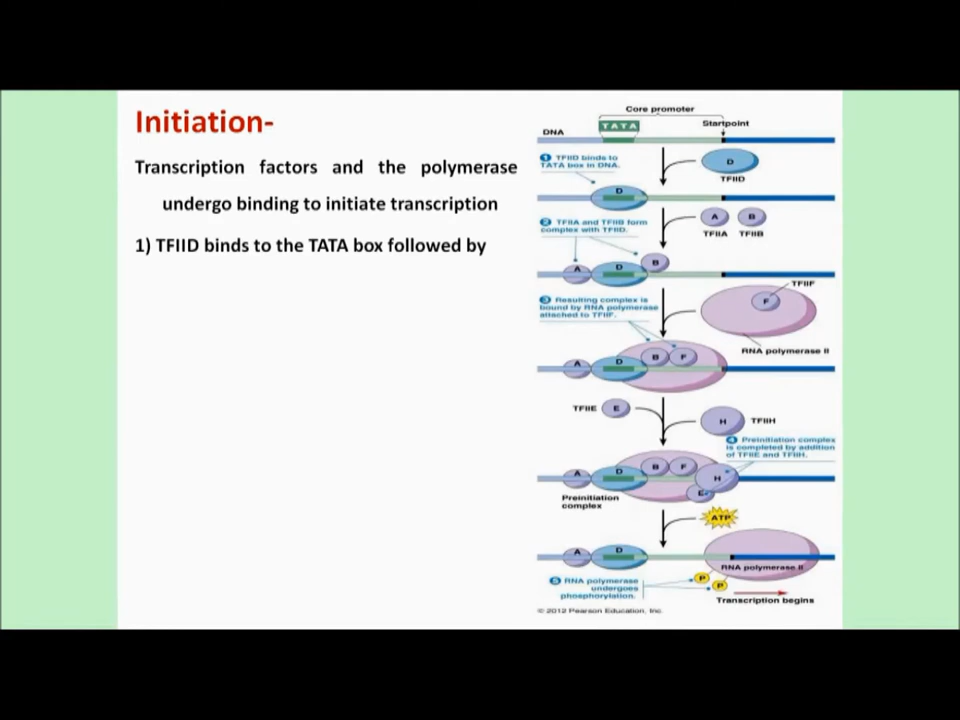 Initiation-
Transcription factors and the polymerase
undergo binding to initiate transcription
1) TFIID binds to the TATA box followed by
Core promoter
DNA
TATA
Startpoint
1 TFIID binds to
TATA box in DNA.
D
TFIID
D
2 TFIIA and TFIIB form
complex with TFIID.
A B
TFIIA TFIIB
A D B
3 Resulting complex is
bound by RNA polymerase
attached to TFIIF.
TFIIF
F
RNA polymerase II
A D B F
TFIIE E
H TFIIH
4 Preinitiation complex
is completed by addition
of TFIIE and TFIIH.
A D B F H E
Preinitiation
complex
ATP
A D
RNA polymerase II
5 RNA polymerase
undergoes
phosphorylation.
P
P
Transcription begins
© 2012 Pearson Education, Inc.